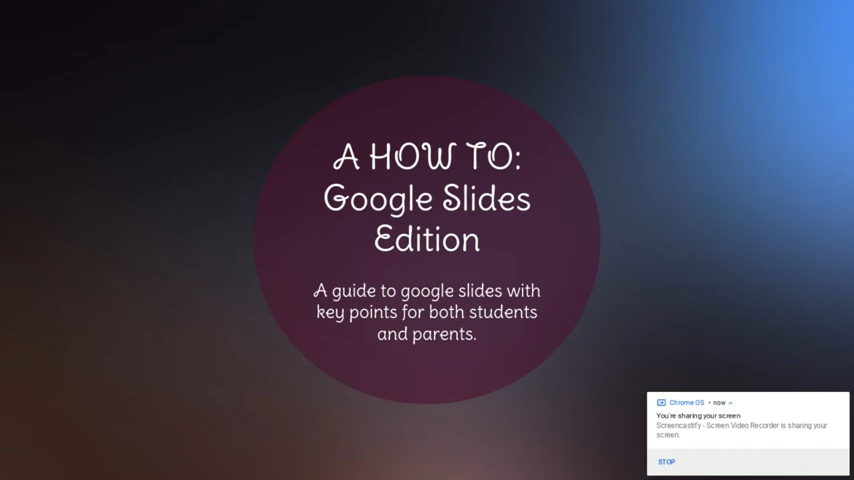 A HOW TO:
Google Slides
Edition
A guide to google slides with
key points for both students
and parents.
Chrome OS • now
You're sharing your screen
Screencastify - Screen Video Recorder is sharing your
screen.
STOP